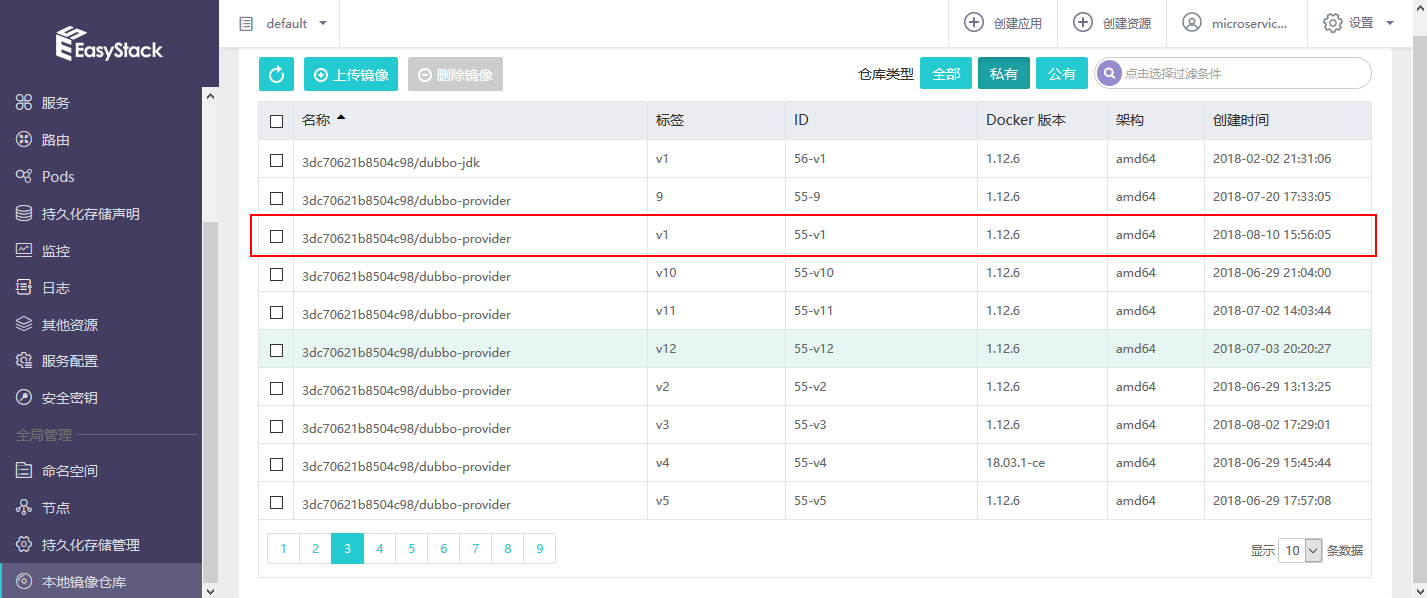 EasyStack
default
创建应用
创建资源
microservic...
设置
服务
路由
Pods
持久化存储声明
监控
日志
其他资源
服务配置
安全密钥
全局管理
命名空间
节点
持久化存储管理
本地镜像仓库
上传镜像
删除镜像
仓库类型
全部
私有
公有
点击选择过滤条件
名称 标签 ID Docker 版本 架构 创建时间
3dc70621b8504c98/dubbo-jdk v1 56-v1 1.12.6 amd64 2018-02-02 21:31:06
3dc70621b8504c98/dubbo-provider 9 55-9 1.12.6 amd64 2018-07-20 17:33:05
3dc70621b8504c98/dubbo-provider v1 55-v1 1.12.6 amd64 2018-08-10 15:56:05
3dc70621b8504c98/dubbo-provider v10 55-v10 1.12.6 amd64 2018-06-29 21:04:00
3dc70621b8504c98/dubbo-provider v11 55-v11 1.12.6 amd64 2018-07-02 14:03:44
3dc70621b8504c98/dubbo-provider v12 55-v12 1.12.6 amd64 2018-07-03 20:20:27
3dc70621b8504c98/dubbo-provider v2 55-v2 1.12.6 amd64 2018-06-29 13:13:25
3dc70621b8504c98/dubbo-provider v3 55-v3 1.12.6 amd64 2018-08-02 17:29:01
3dc70621b8504c98/dubbo-provider v4 55-v4 18.03.1-ce amd64 2018-06-29 15:45:44
3dc70621b8504c98/dubbo-provider v5 55-v5 1.12.6 amd64 2018-06-29 17:57:08
1 2 3 4 5 6 7 8 9
显示 10 条数据